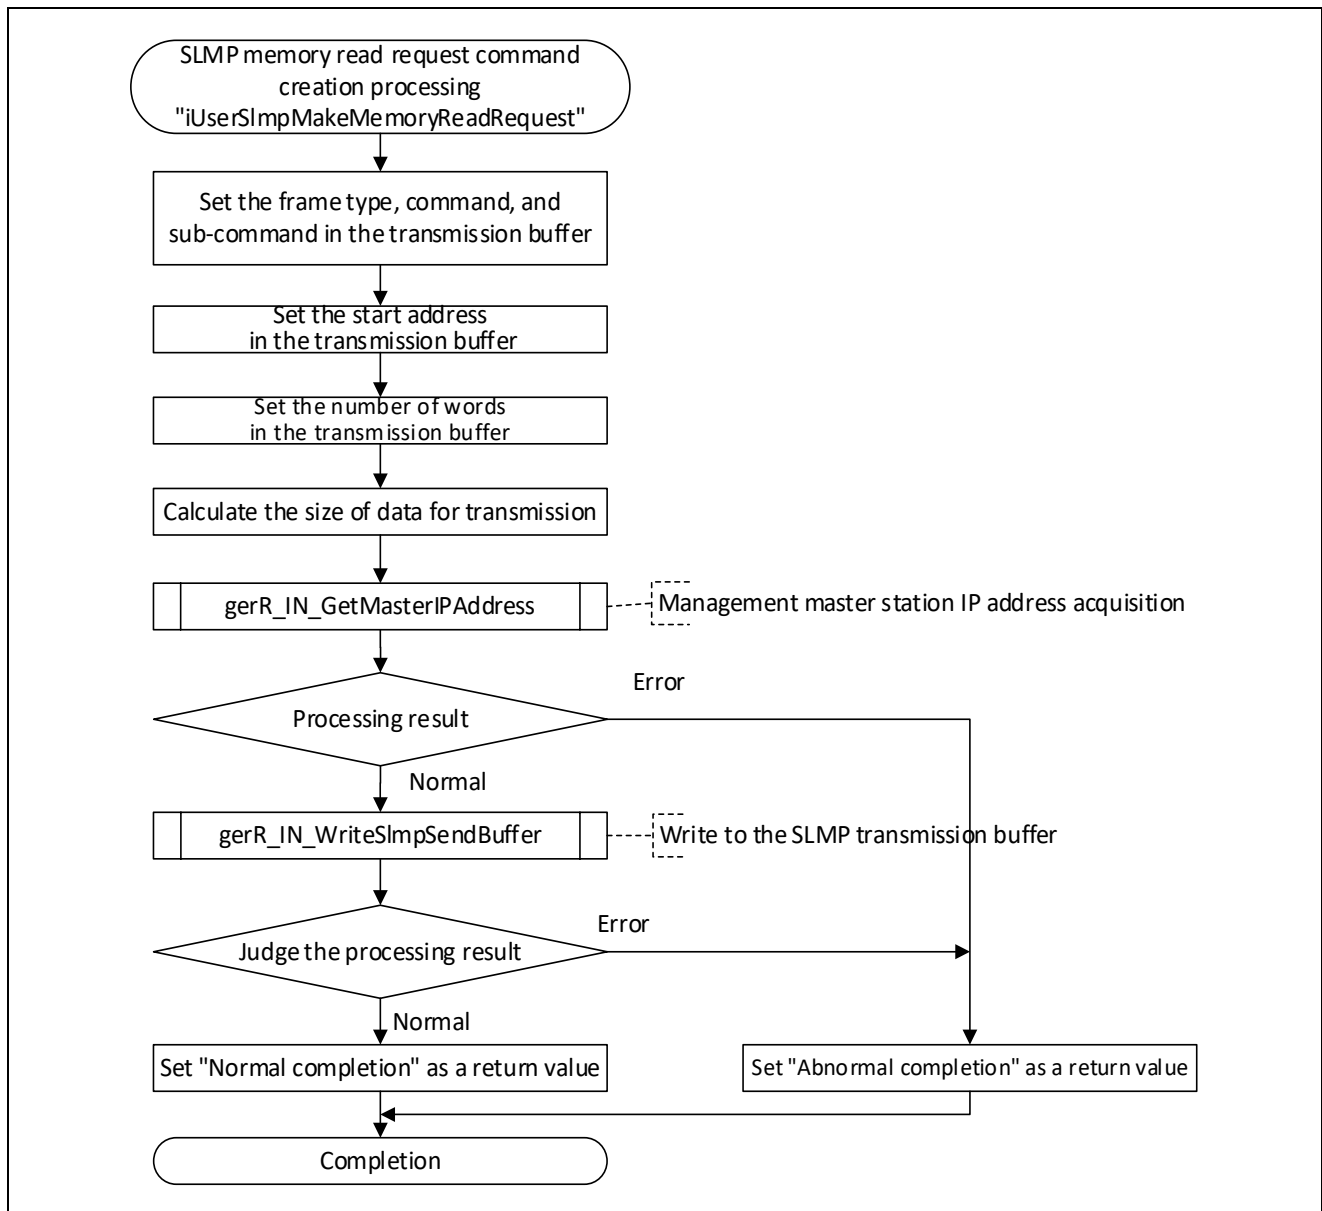 SLMP memory read request command
creation processing
"iUserSlmpMakeMemoryReadRequest"
Set the frame type, command, and
sub-command in the transmission buffer
Set the start address
in the transmission buffer
Set the number of words
in the transmission buffer
Calculate the size of data for transmission
gerR_IN_GetMasterIPAddress
Management master station IP address acquisition
Error
Processing result
Normal
gerR_IN_WriteSlmpSendBuffer
Write to the SLMP transmission buffer
Error
Judge the processing result
Normal
Set "Normal completion" as a return value
Set "Abnormal completion" as a return value
Completion